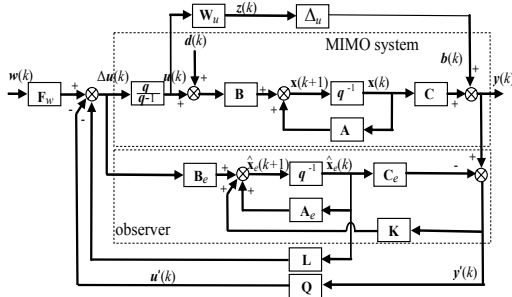 W_u z(k) Δ_u
d(k) MIMO system
b(k)
w(k) Δu(k) u(k) x(k+1) x(k) y(k)
+ + + + +
F_w q/q-1 B q⁻¹ C
- - + + +
A
x̂_e(k+1) x̂_e(k) - +
B_e + + q⁻¹ C_e
+ +
A_e
K
observer
L
u'(k) y'(k)
Q